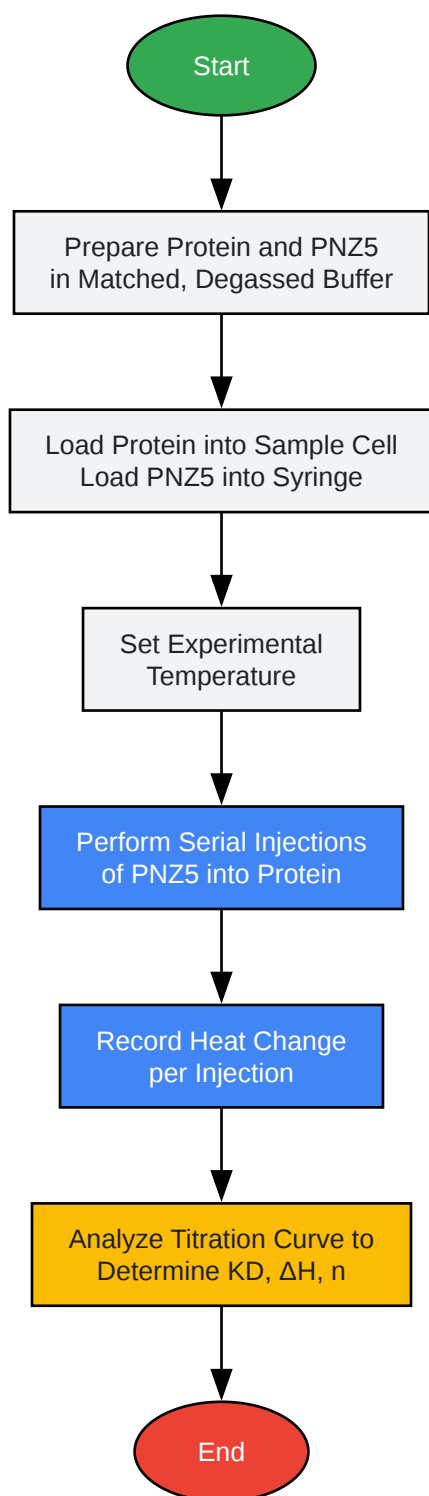 Start
Prepare Protein and PNZ5
in Matched, Degassed Buffer
Load Protein into Sample Cell
Load PNZ5 into Syringe
Set Experimental
Temperature
Perform Serial Injections
of PNZ5 into Protein
Record Heat Change
per Injection
Analyze Titration Curve to
Determine KD, ΔH, n
End